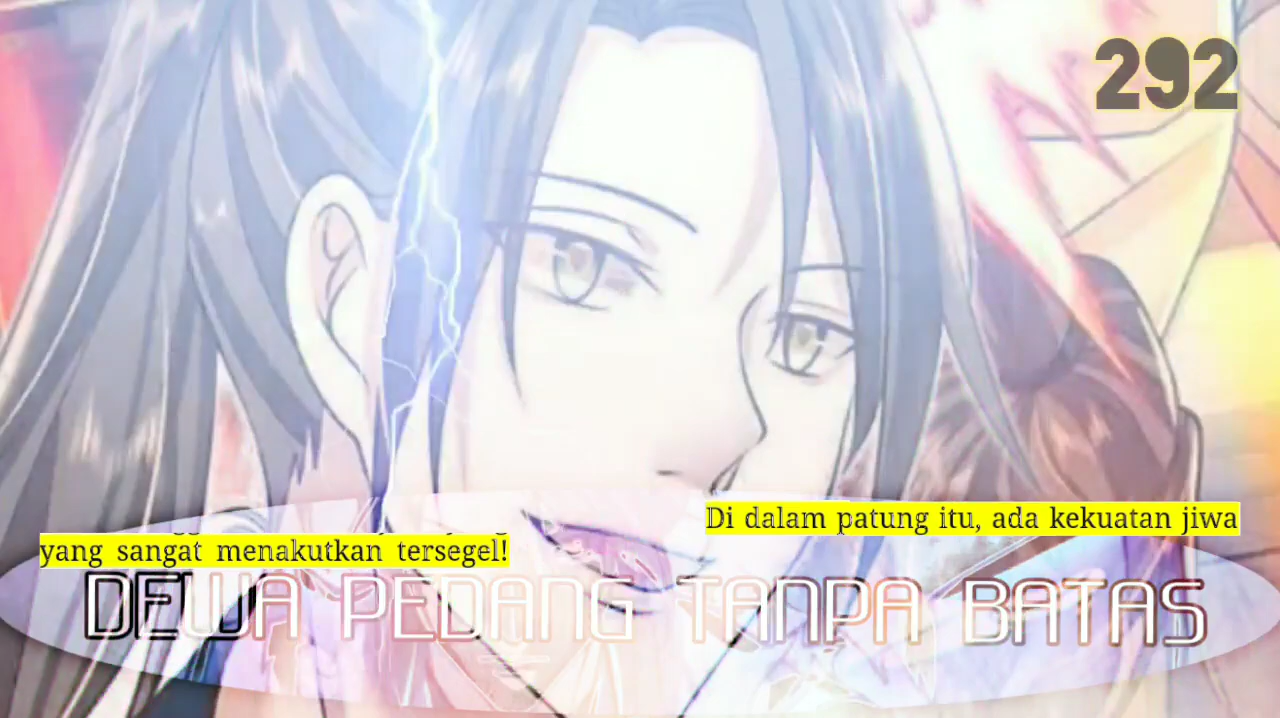 292
Di dalam patung itu, ada kekuatan jiwa
yang sangat menakutkan tersegel!
DEWA PEDANG TANPA BATAS